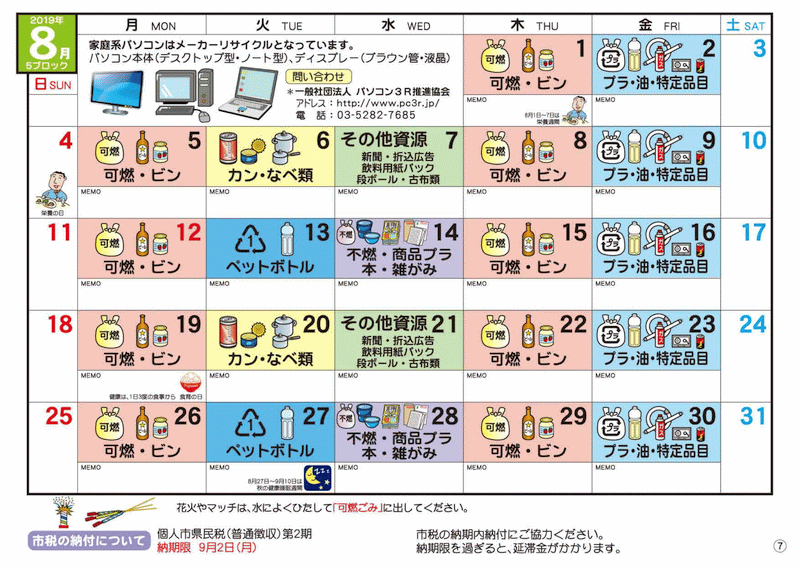 2019年
8月
5ブロック
日 SUN
月 MON
火 TUE
水 WED
木 THU
金 FRI
土 SAT
家庭系パソコンはメーカーリサイクルとなっています。
パソコン本体(デスクトップ型・ノート型)、ディスプレー(ブラウン管・液晶)
問い合わせ
*一般社団法人 パソコン3R推進協会
アドレス:http://www.pc3r.jp/
電 話:03-5282-7685
可燃
1
可燃・ビン
MEMO
8月1日〜7日は
栄養週間
プラ
2
プラ・油・特定品目
MEMO
3
4
栄養の日
可燃
5
可燃・ビン
MEMO
6
カン・なべ類
MEMO
その他資源 7
新聞・折込広告
飲料用紙パック
段ボール・古布類
MEMO
可燃
8
可燃・ビン
MEMO
プラ
9
プラ・油・特定品目
MEMO
10
11
可燃
12
可燃・ビン
MEMO
1
13
ペットボトル
MEMO
不燃
14
不燃・商品プラ
本・雑がみ
MEMO
可燃
15
可燃・ビン
MEMO
プラ
16
プラ・油・特定品目
MEMO
17
18
可燃
19
可燃・ビン
MEMO
健康は、1日3度の食事から 食育の日
20
カン・なべ類
MEMO
その他資源 21
新聞・折込広告
飲料用紙パック
段ボール・古布類
MEMO
可燃
22
可燃・ビン
MEMO
プラ
23
プラ・油・特定品目
MEMO
24
25
可燃
26
可燃・ビン
MEMO
1
27
ペットボトル
MEMO
8月27日〜9月10日は
秋の健康睡眠週間
不燃
28
不燃・商品プラ
本・雑がみ
MEMO
可燃
29
可燃・ビン
MEMO
プラ
30
プラ・油・特定品目
MEMO
31
花火やマッチは、水によくひたして「可燃ごみ」に出してください。
市税の納付について
個人市県民税(普通徴収)第2期
納期限 9月2日(月)
市税の納期内納付にご協力ください。
納期限を過ぎると、延滞金がかかります。
⑦